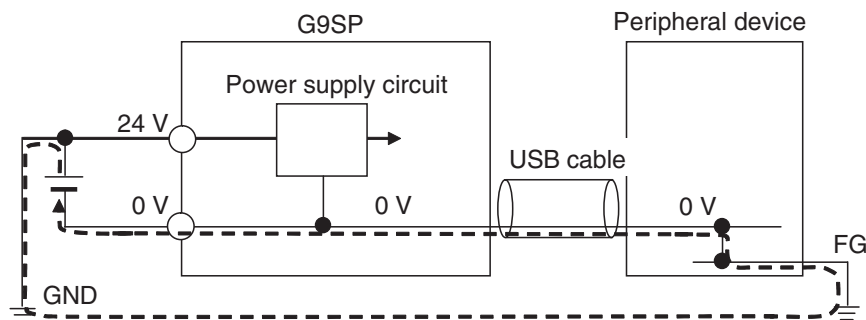 G9SP
Peripheral device
Power supply circuit
24 V
USB cable
0 V
0 V
0 V
FG
GND